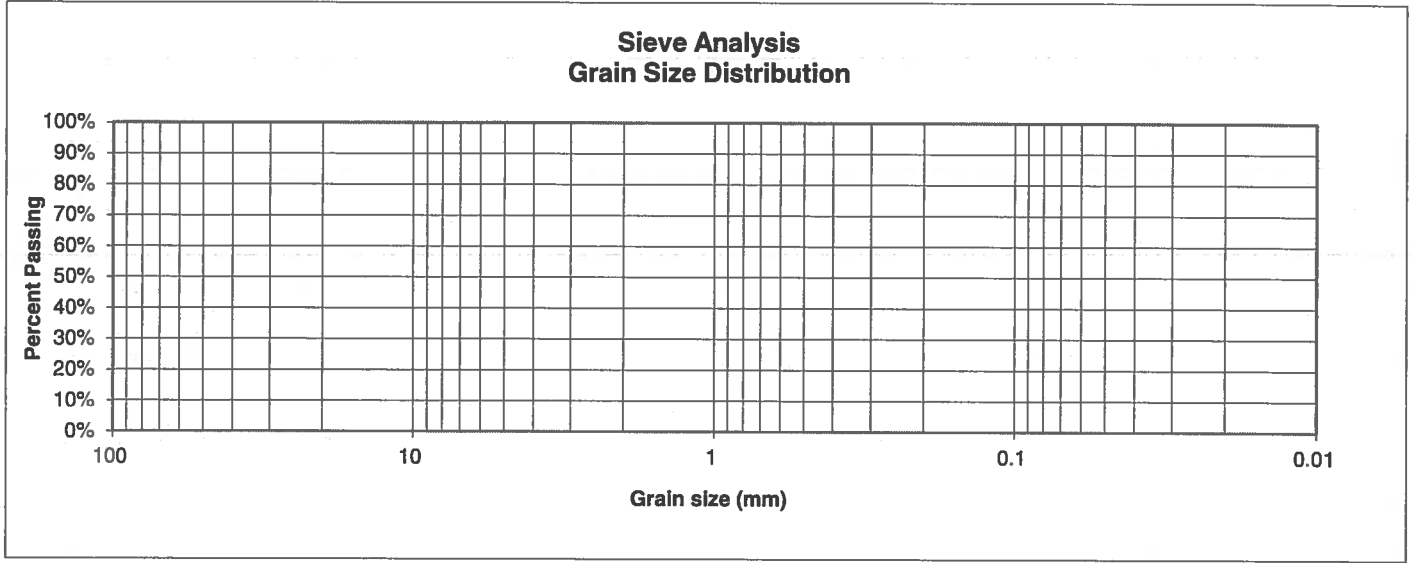 Sieve Analysis
Grain Size Distribution
Percent Passing
100%
90%
80%
70%
60%
50%
40%
30%
20%
10%
0%
100 10 1 0.1 0.01
Grain size (mm)